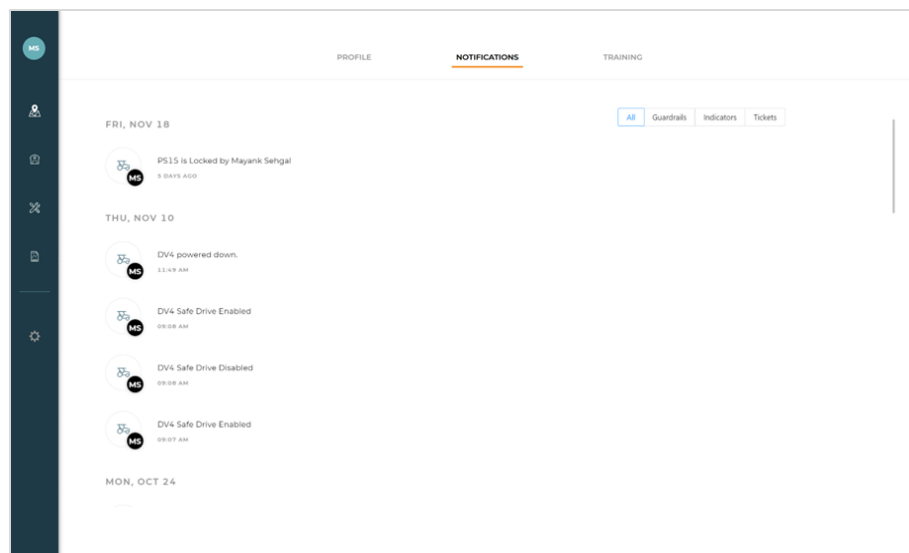 MS
PROFILE NOTIFICATIONS TRAINING
All Guardrails Indicators Tickets
FRI, NOV 18
MS
PS15 is Locked by Mayank Sehgal
5 DAYS AGO
THU, NOV 10
MS
DV4 powered down.
11:49 AM
MS
DV4 Safe Drive Enabled
09:08 AM
MS
DV4 Safe Drive Disabled
09:08 AM
MS
DV4 Safe Drive Enabled
09:07 AM
MON, OCT 24